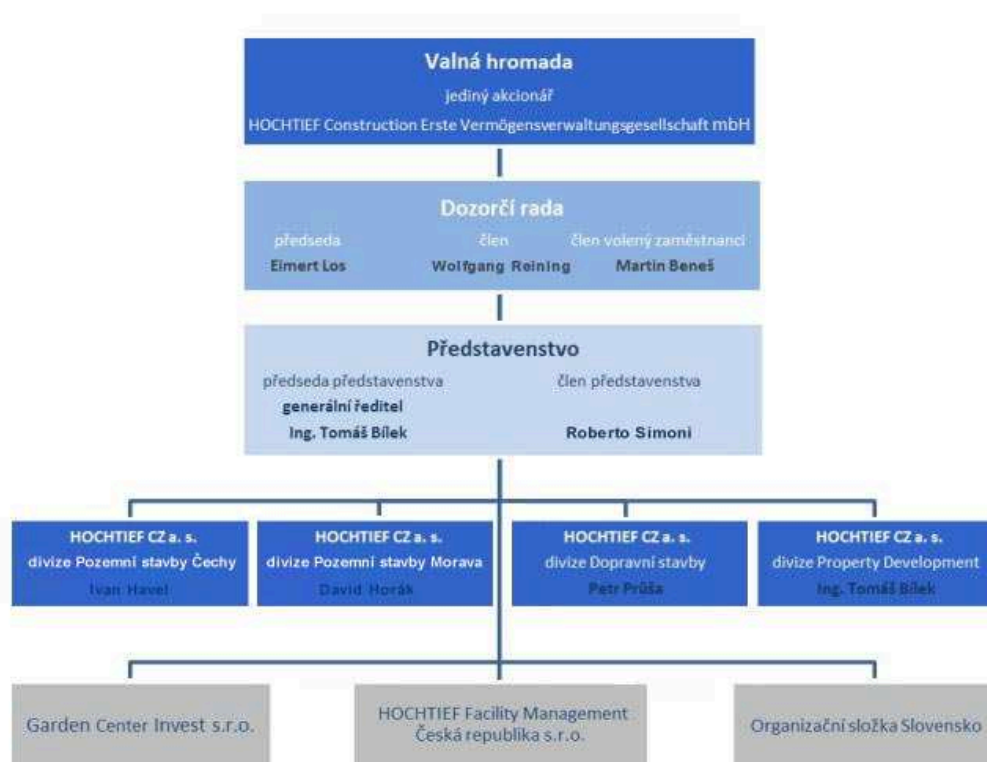 Valná hromada
jediný akcionář
HOCHTIEF Construction Erste Vermögensverwaltungsgesellschaft mbH
Dozorčí rada
předseda člen člen volený zaměstnanci
Eimert Los Wolfgang Reining Martin Beneš
Představenstvo
předseda představenstva člen představenstva
generální ředitel
Ing. Tomáš Bílek Roberto Simoni
HOCHTIEF CZ a. s.
divize Pozemní stavby Čechy
Ivan Havel
HOCHTIEF CZ a. s.
divize Pozemní stavby Morava
David Horák
HOCHTIEF CZ a. s.
divize Dopravní stavby
Petr Průša
HOCHTIEF CZ a. s.
divize Property Development
Ing. Tomáš Bílek
Garden Center Invest s.r.o.
HOCHTIEF Facility Management
Česká republika s.r.o.
Organizační složka Slovensko